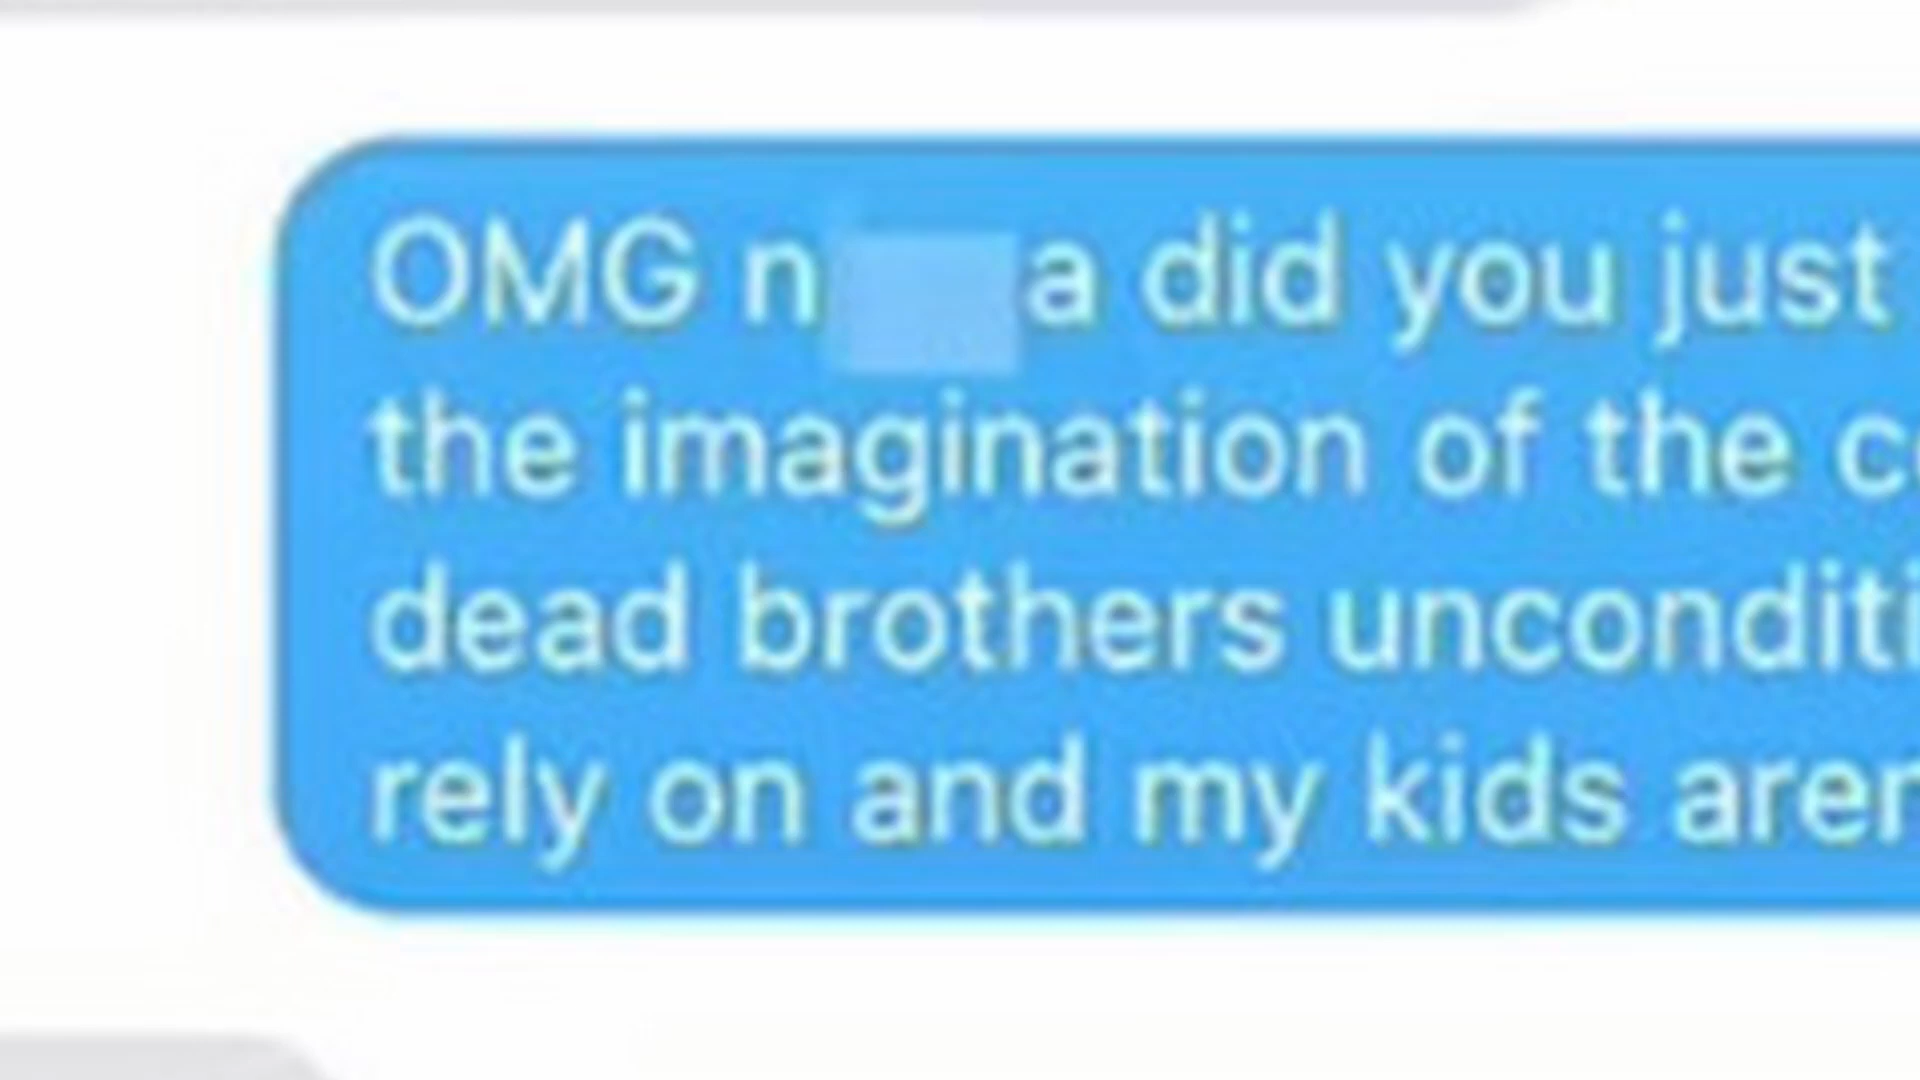 OMG n a did you just
the imagination of the
dead brothers
rely on and my kids